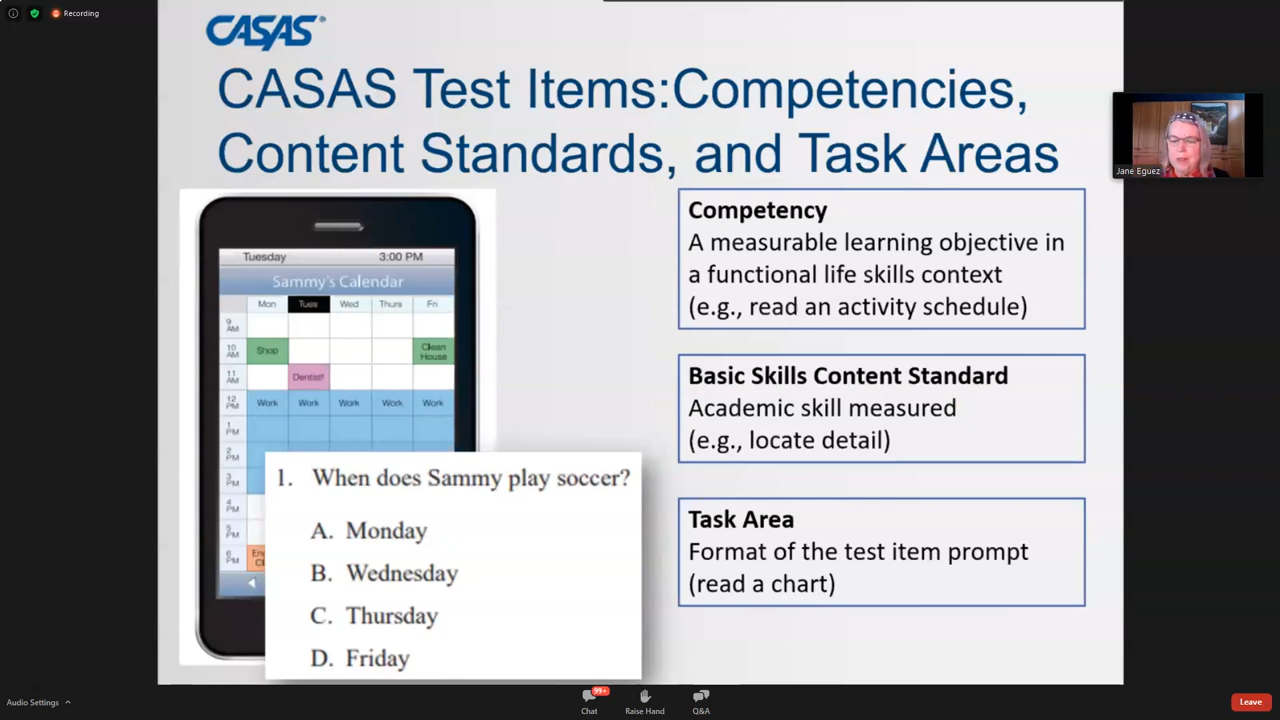 Recording
CASAS®
CASAS Test Items:Competencies,
Content Standards, and Task Areas
Jane Eguez
Tuesday 3:00 PM
Sammy's Calendar
Mon Tues Wed Thurs Fri
9
AM
10
AM
Shop
Clean
House
11
AM
Dentist!
12
PM
Work Work Work Work Work
1
PM
2
PM
3
PM
4
PM
5
PM
6
PM
1. When does Sammy play soccer?
A. Monday
B. Wednesday
C. Thursday
D. Friday
Competency
A measurable learning objective in
a functional life skills context
(e.g., read an activity schedule)
Basic Skills Content Standard
Academic skill measured
(e.g., locate detail)
Task Area
Format of the test item prompt
(read a chart)
Audio Settings
99+
Chat
Raise Hand
Q&A
Leave